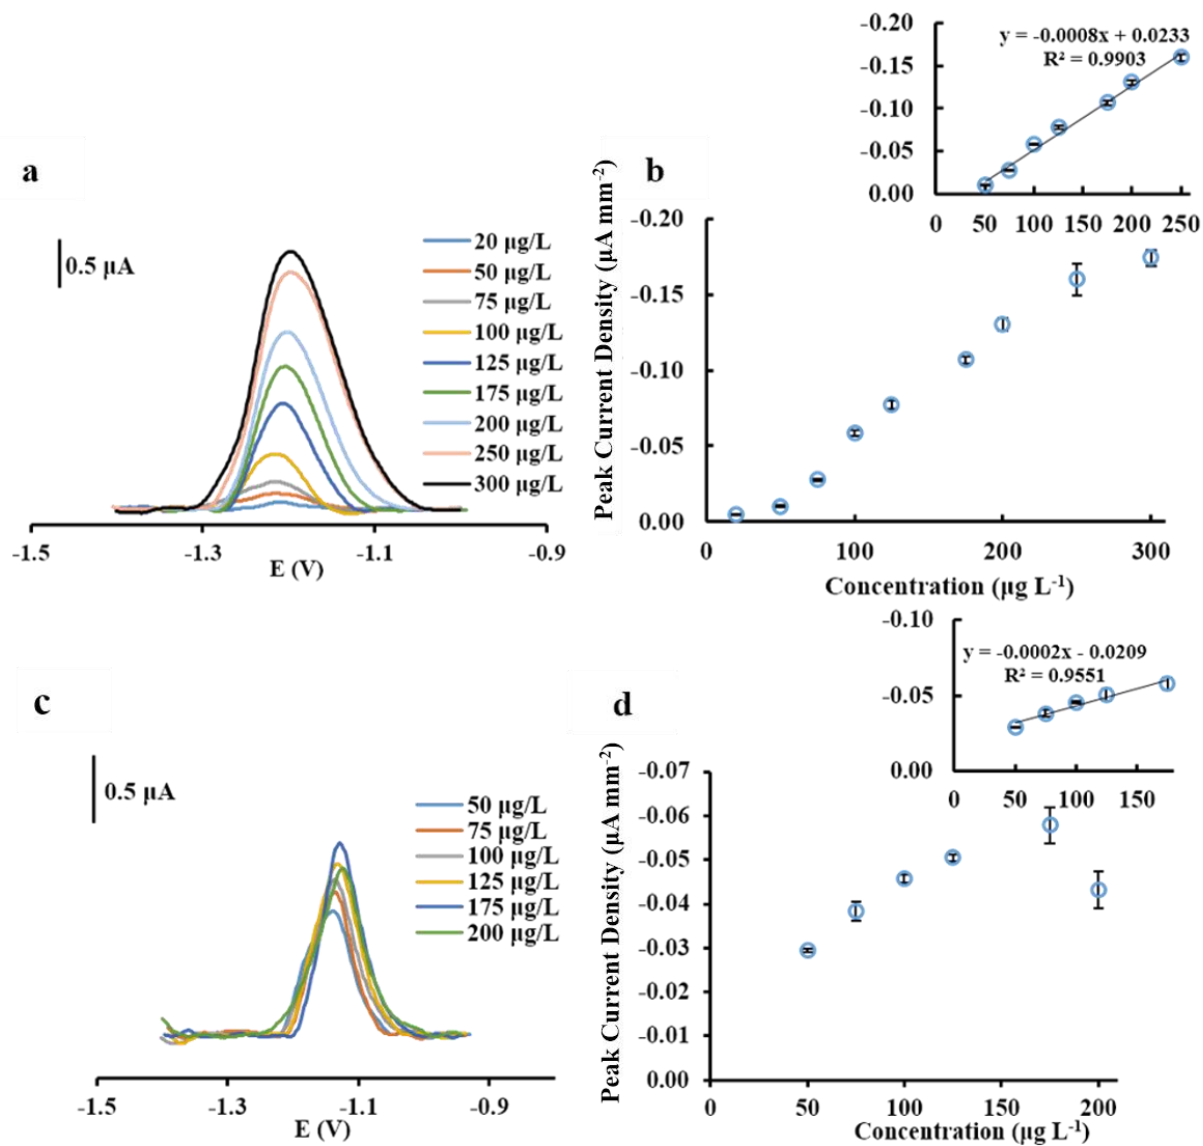 a
0.5 μA
20 μg/L
50 μg/L
75 μg/L
100 μg/L
125 μg/L
175 μg/L
200 μg/L
250 μg/L
300 μg/L
-1.5 -1.3 -1.1 -0.9
E (V)
b
y = -0.0008x + 0.0233
R² = 0.9903
-0.20
-0.15
-0.10
-0.05
0.00
0 50 100 150 200 250
Peak Current Density (μA mm⁻²)
-0.20
-0.15
-0.10
-0.05
0.00
0 100 200 300
Concentration (μg L⁻¹)
c
0.5 μA
50 μg/L
75 μg/L
100 μg/L
125 μg/L
175 μg/L
200 μg/L
-1.5 -1.3 -1.1 -0.9
E (V)
d
-0.10
y = -0.0002x - 0.0209
R² = 0.9551
-0.05
0.00
0 50 100 150
Peak Current Density (μA mm⁻²)
-0.07
-0.06
-0.05
-0.04
-0.03
-0.02
-0.01
0.00
0 50 100 150 200
Concentration (μg L⁻¹)